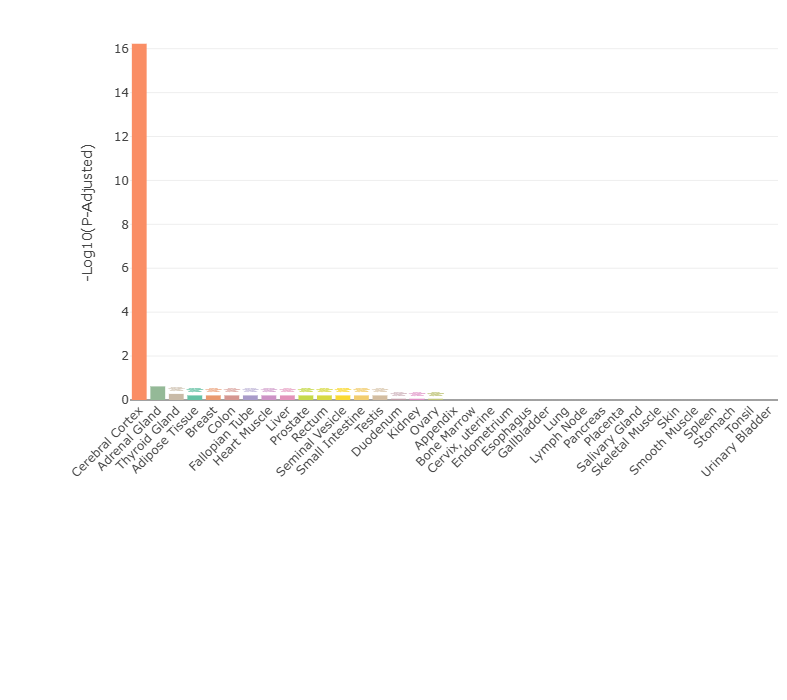 -Log10(P-Adjusted)
16
14
12
10
8
6
4
2
0
Cerebral Cortex
Adrenal Gland
Thyroid Gland
Adipose Tissue
Breast
Colon
Fallopian Tube
Heart Muscle
Liver
Prostate
Rectum
Seminal Vesicle
Small Intestine
Testis
Duodenum
Kidney
Ovary
Appendix
Bone Marrow
Cervix, uterine
Endometrium
Esophagus
Gallbladder
Lung
Lymph Node
Pancreas
Placenta
Salivary Gland
Skeletal Muscle
Skin
Smooth Muscle
Spleen
Stomach
Tonsil
Urinary Bladder